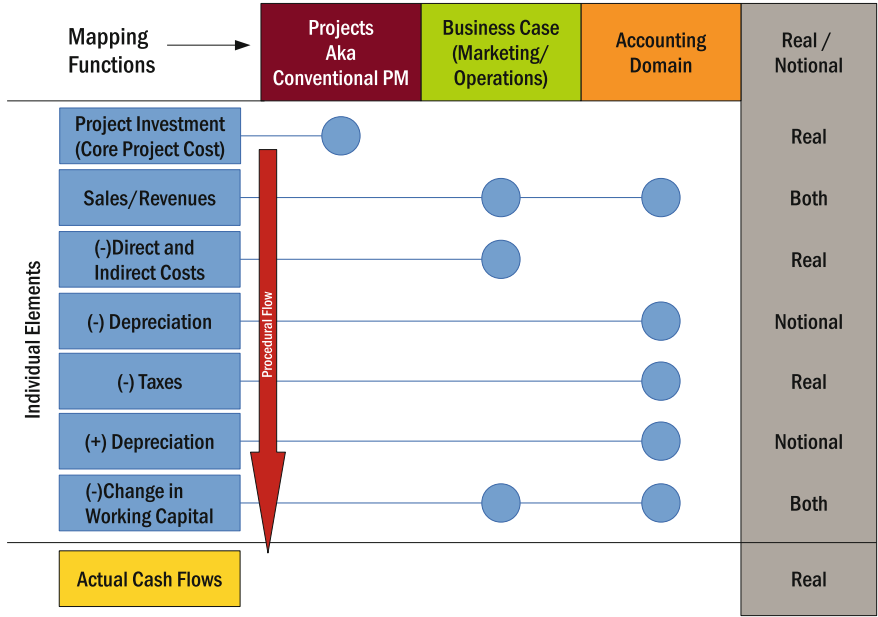 Mapping
Functions
Projects
Aka
Conventional PM
Business Case
(Marketing/
Operations)
Accounting
Domain
Real /
Notional
Individual Elements
Procedural Flow
Project Investment
(Core Project Cost)
Real
Sales/Revenues
Both
(-)Direct and
Indirect Costs
Real
(-) Depreciation
Notional
(-) Taxes
Real
(+) Depreciation
Notional
(-)Change in
Working Capital
Both
Actual Cash Flows
Real